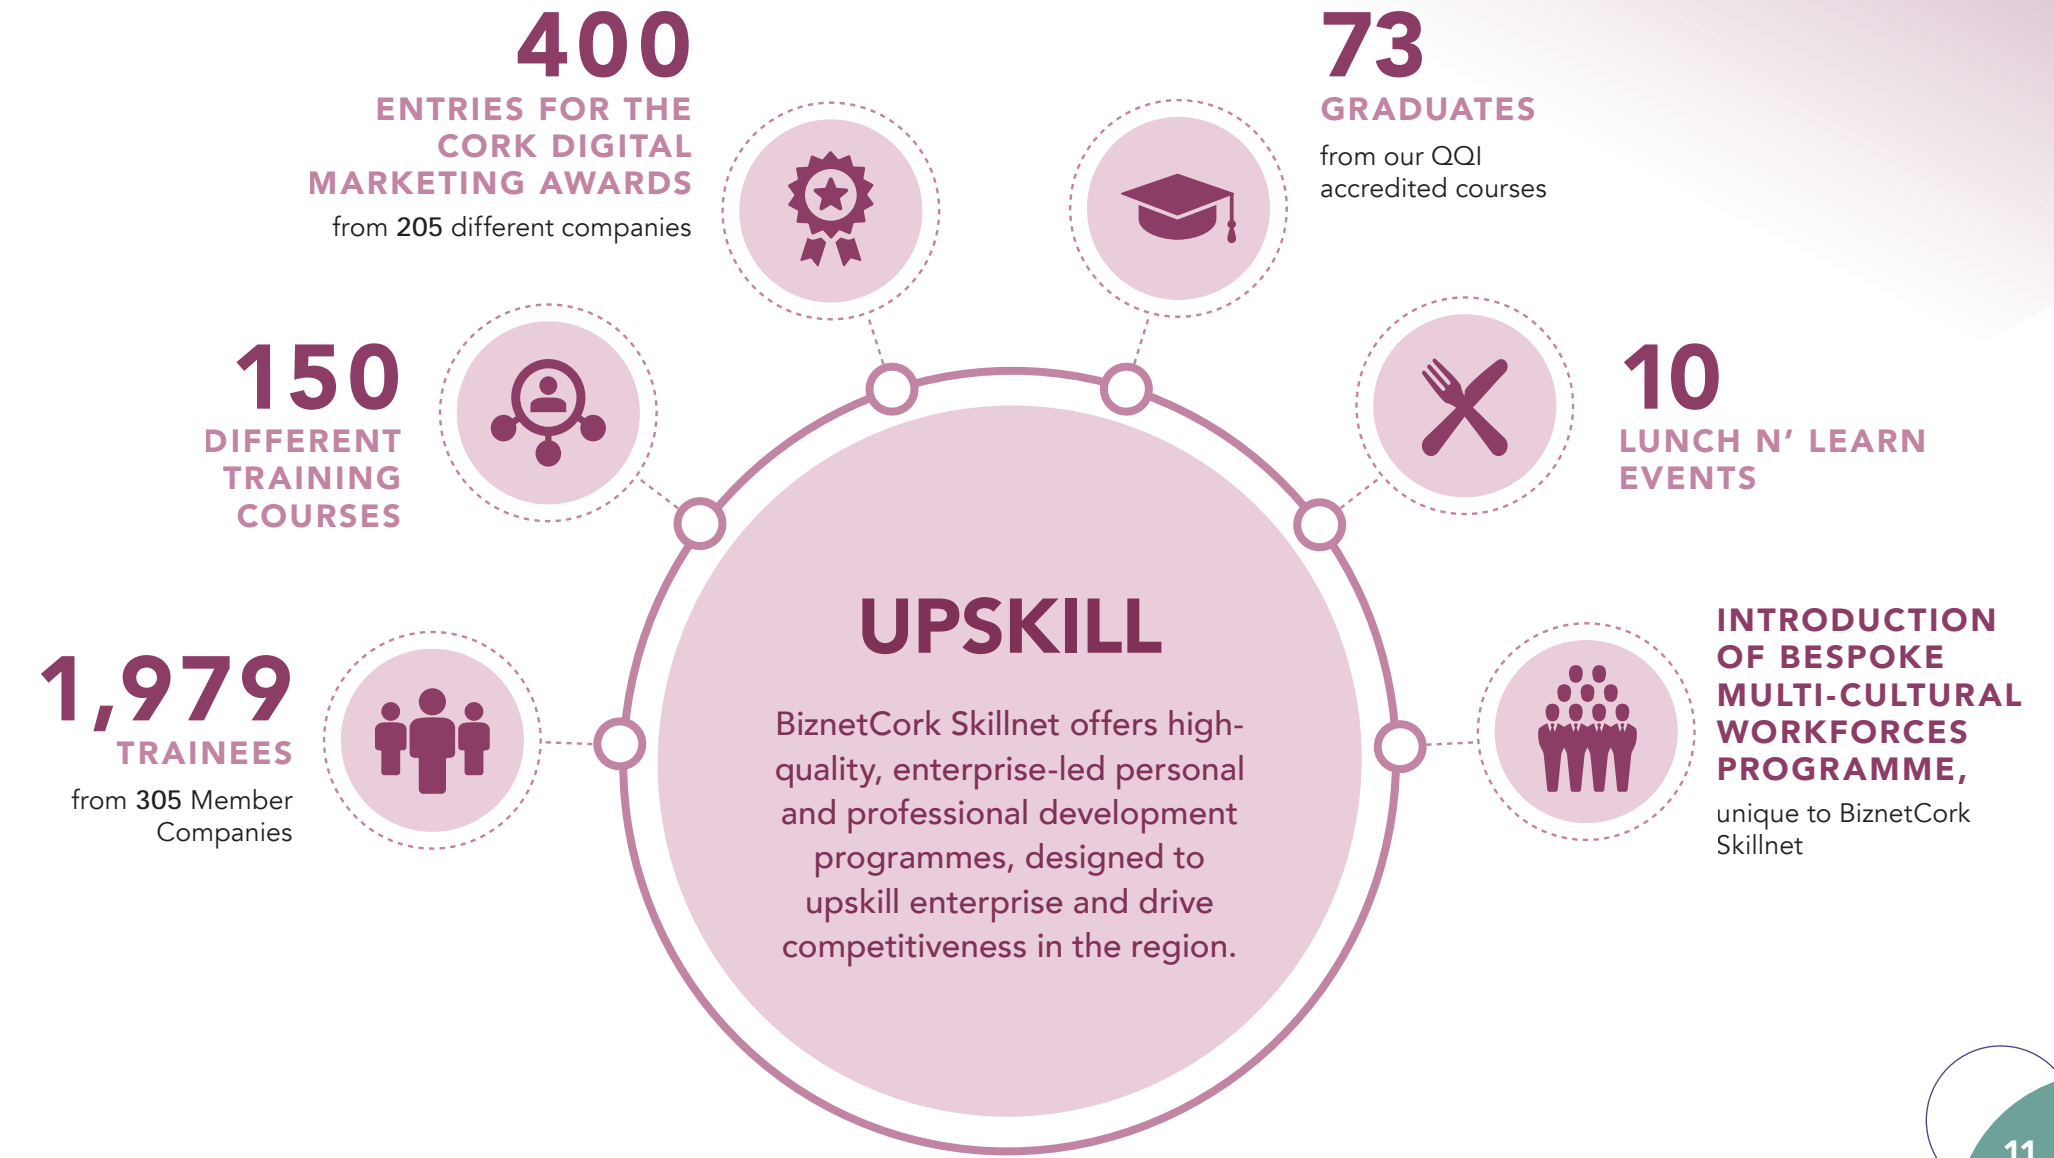 400
ENTRIES FOR THE
CORK DIGITAL
MARKETING AWARDS
from 205 different companies
73
GRADUATES
from our QQI
accredited courses
150
DIFFERENT
TRAINING
COURSES
10
LUNCH N’ LEARN
EVENTS
1,979
TRAINEES
from 305 Member
Companies
UPSKILL
BiznetCork Skillnet offers high-
quality, enterprise-led personal
and professional development
programmes, designed to
upskill enterprise and drive
competitiveness in the region.
INTRODUCTION
OF BESPOKE
MULTI-CULTURAL
WORKFORCES
PROGRAMME,
unique to BiznetCork
Skillnet
11